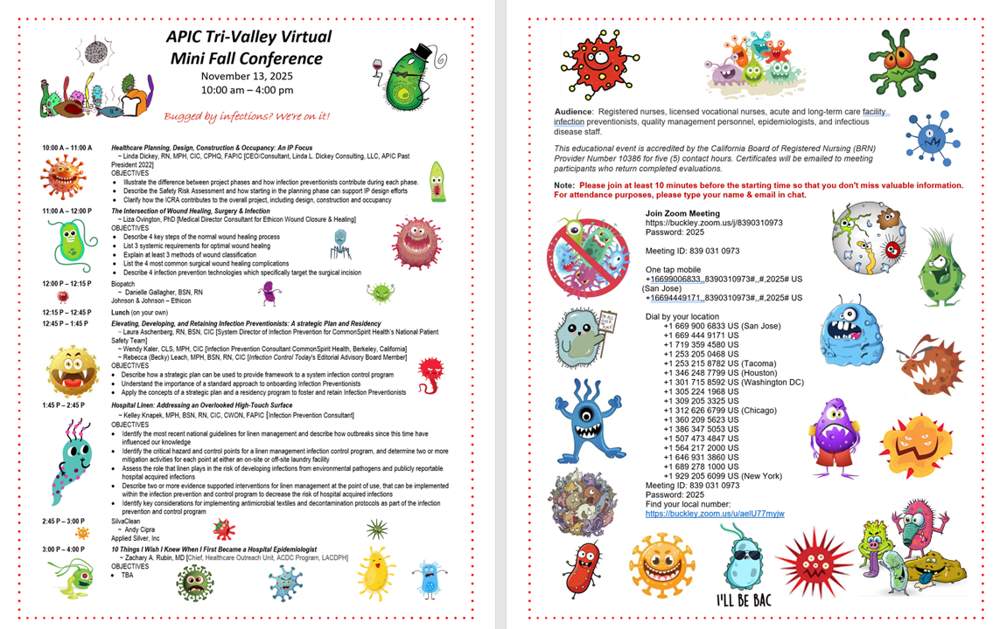 APIC Tri-Valley Virtual
Mini Fall Conference
November 13, 2025
10:00 am – 4:00 pm
Bugged by infections? We're on it!
10:00 A – 11:00 A
Healthcare Planning, Design, Construction & Occupancy: An IP Focus
~ Linda Dickey, RN, MPH, CIC, CPHQ, FAPIC [CEO/Consultant, Linda L. Dickey Consulting, LLC, APIC Past
President 2022]
OBJECTIVES
• Illustrate the difference between project phases and how infection preventionists contribute during each phase.
• Describe the Safety Risk Assessment and how starting in the planning phase can support IP design efforts
• Clarify how the ICRA contributes to the overall project, including design, construction and occupancy
11:00 A – 12:00 P
The Intersection of Wound Healing, Surgery & Infection
~ Liza Ovington, PhD [Medical Director Consultant for Ethicon Wound Closure & Healing]
OBJECTIVES
• Describe 4 key steps of the normal wound healing process
• List 3 systemic requirements for optimal wound healing
• Explain at least 3 methods of wound classification
• List the 4 most common surgical wound healing complications
• Describe 4 infection prevention technologies which specifically target the surgical incision
12:00 P – 12:15 P
Biopatch
~ Danielle Gallagher, BSN, RN
Johnson & Johnson – Ethicon
12:15 P – 12:45 P
Lunch (on your own)
12:45 P – 1:45 P
Elevating, Developing, and Retaining Infection Preventionists: A strategic Plan and Residency
~ Laura Aschenberg, RN, BSN, CIC [System Director of Infection Prevention for CommonSpirit Health's National Patient
Safety Team]
~ Wendy Kaler, CLS, MPH, CIC [Infection Prevention Consultant CommonSpirit Health, Berkeley, California]
~ Rebecca (Becky) Leach, MPH, BSN, RN, CIC [Infection Control Today's Editorial Advisory Board Member]
OBJECTIVES
• Describe how a strategic plan can be used to provide framework to a system infection control program
• Understand the importance of a standard approach to onboarding Infection Preventionists
• Apply the concepts of a strategic plan and a residency program to foster and retain Infection Preventionists
1:45 P – 2:45 P
Hospital Linen: Addressing an Overlooked High-Touch Surface
~ Kelley Knapek, MPH, BSN, RN, CIC, CWON, FAPIC [Infection Prevention Consultant]
OBJECTIVES
• Identify the most recent national guidelines for linen management and describe how outbreaks since this time have
influenced our knowledge
• Identify the critical hazard and control points for a linen management infection control program, and determine two or more
mitigation activities for each point at either an on-site or off-site laundry facility
• Assess the role that linen plays in the risk of developing infections from environmental pathogens and publicly reportable
hospital acquired infections
• Describe two or more evidence supported interventions for linen management at the point of use, that can be implemented
within the infection prevention and control program to decrease the risk of hospital acquired infections
• Identify key considerations for implementing antimicrobial textiles and decontamination protocols as part of the infection
prevention and control program
2:45 P – 3:00 P
SilvaClean
~ Andy Cipra
Applied Silver, Inc
3:00 P – 4:00 P
10 Things I Wish I Knew When I First Became a Hospital Epidemiologist
~ Zachary A. Rubin, MD [Chief, Healthcare Outreach Unit, ACDC Program, LACDPH]
OBJECTIVES
• TBA
Audience: Registered nurses, licensed vocational nurses, acute and long-term care facility
infection preventionists, quality management personnel, epidemiologists, and infectious
disease staff.
This educational event is accredited by the California Board of Registered Nursing (BRN)
Provider Number 10386 for five (5) contact hours. Certificates will be emailed to meeting
participants who return completed evaluations.
Note: Please join at least 10 minutes before the starting time so that you don't miss valuable information.
For attendance purposes, please type your name & email in chat.
Join Zoom Meeting
https://buckley.zoom.us/j/8390310973
Password: 2025
Meeting ID: 839 031 0973
One tap mobile
+16699006833,,8390310973#,,#,2025# US
(San Jose)
+16694449171,,8390310973#,,#,2025# US
Dial by your location
+1 669 900 6833 US (San Jose)
+1 669 444 9171 US
+1 719 359 4580 US
+1 253 205 0468 US
+1 253 215 8782 US (Tacoma)
+1 346 248 7799 US (Houston)
+1 301 715 8592 US (Washington DC)
+1 305 224 1968 US
+1 309 205 3325 US
+1 312 626 6799 US (Chicago)
+1 360 209 5623 US
+1 386 347 5053 US
+1 507 473 4847 US
+1 564 217 2000 US
+1 646 931 3860 US
+1 689 278 1000 US
+1 929 205 6099 US (New York)
Meeting ID: 839 031 0973
Password: 2025
Find your local number:
https://buckley.zoom.us/u/aelU77myjw
I'LL BE BAC